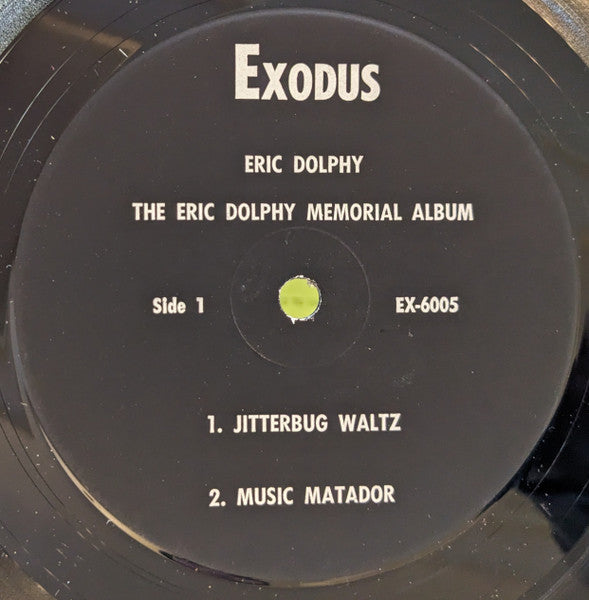 EXODUS
ERIC DOLPHY
THE ERIC DOLPHY MEMORIAL ALBUM
Side 1 EX-6005
1. JITTERBUG WALTZ
2. MUSIC MATADOR